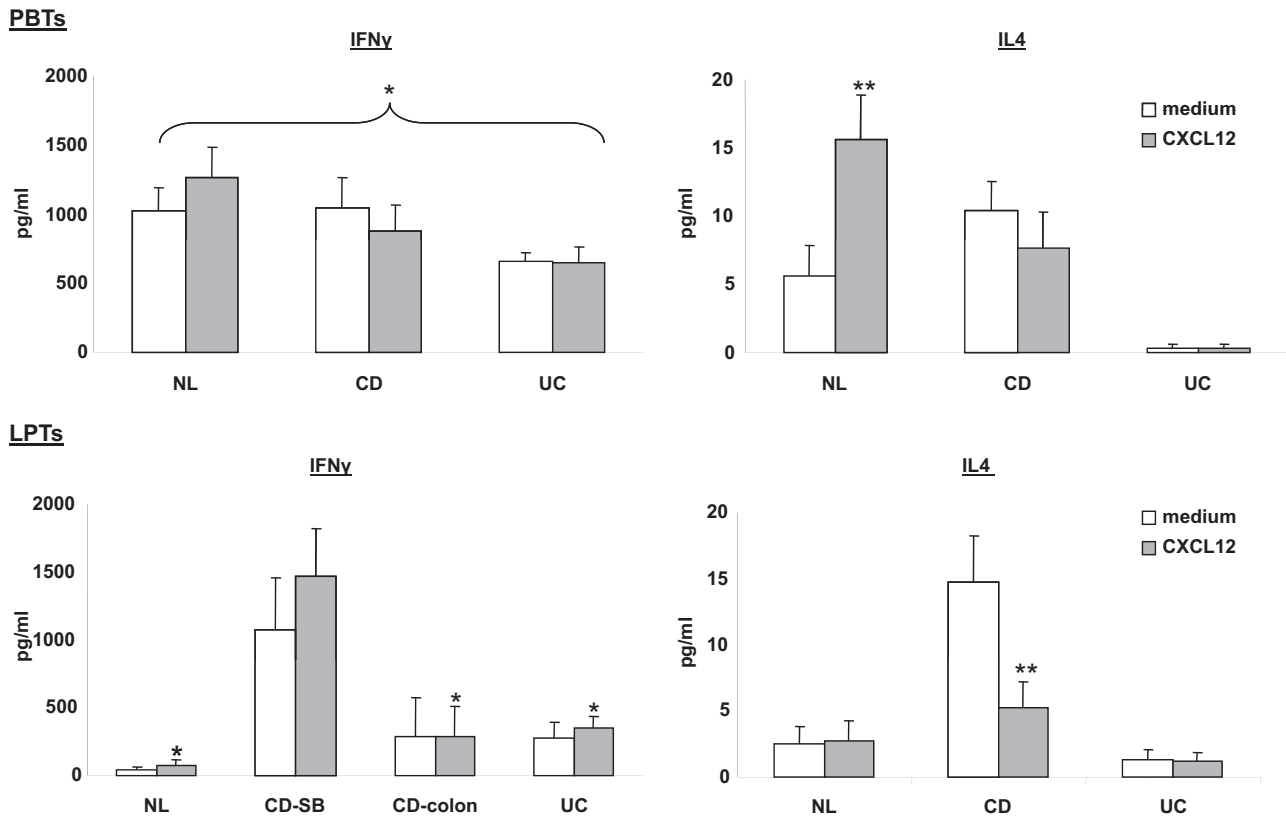 PBTs
IFNγ
2000
1500
1000
500
0
pg/ml
*
NL CD UC
IL4
20
15
10
5
0
pg/ml
**
medium
CXCL12
NL CD UC
LPTs
IFNγ
2000
1500
1000
500
0
pg/ml
*
*
*
NL CD-SB CD-colon UC
IL4
20
15
10
5
0
pg/ml
**
medium
CXCL12
NL CD UC